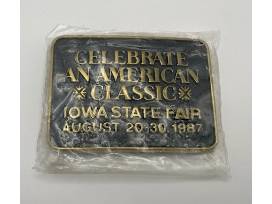 CELEBRATE
AN AMERICAN
CLASSIC
IOWA STATE FAIR
AUGUST 20-30, 1987